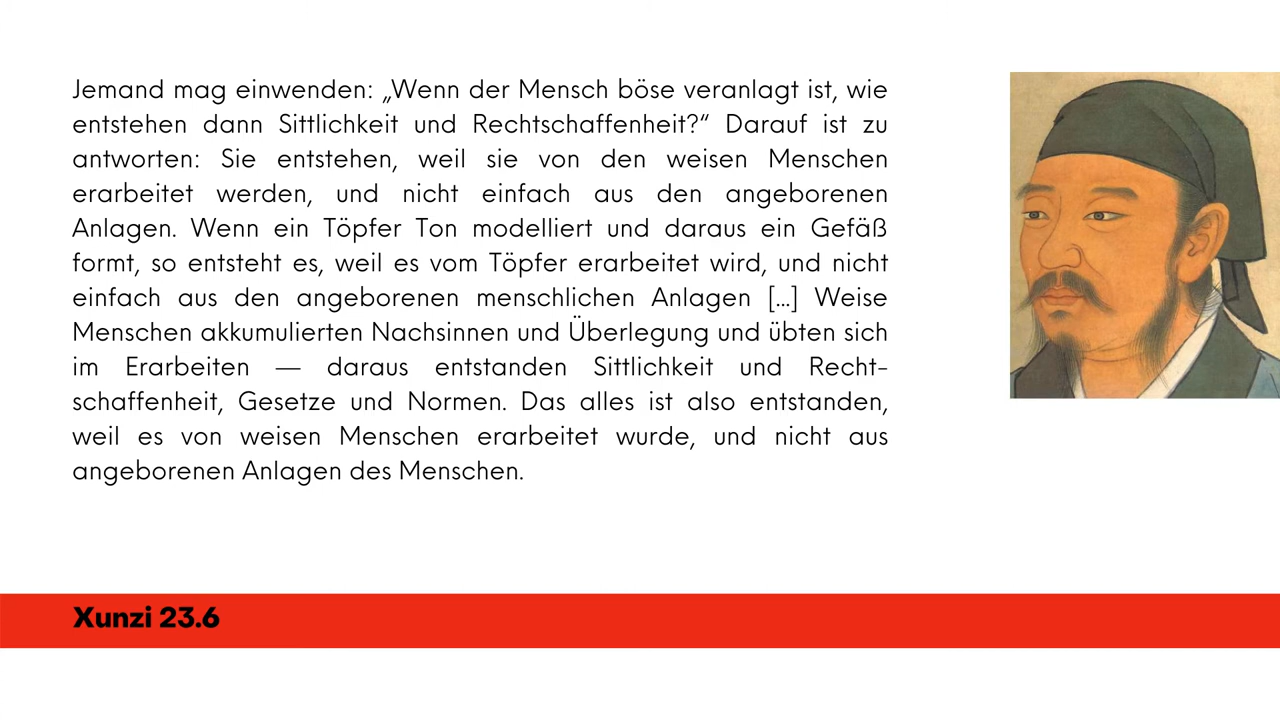 Jemand mag einwenden: „Wenn der Mensch böse veranlagt ist, wie
entstehen dann Sittlichkeit und Rechtschaffenheit?“ Darauf ist zu
antworten: Sie entstehen, weil sie von den weisen Menschen
erarbeitet werden, und nicht einfach aus den angeborenen
Anlagen. Wenn ein Töpfer Ton modelliert und daraus ein Gefäß
formt, so entsteht es, weil es vom Töpfer erarbeitet wird, und nicht
einfach aus den angeborenen menschlichen Anlagen [...] Weise
Menschen akkumulierten Nachsinnen und Überlegung und übten sich
im Erarbeiten — daraus entstanden Sittlichkeit und Recht-
schaffenheit, Gesetze und Normen. Das alles ist also entstanden,
weil es von weisen Menschen erarbeitet wurde, und nicht aus
angeborenen Anlagen des Menschen.
Xunzi 23.6